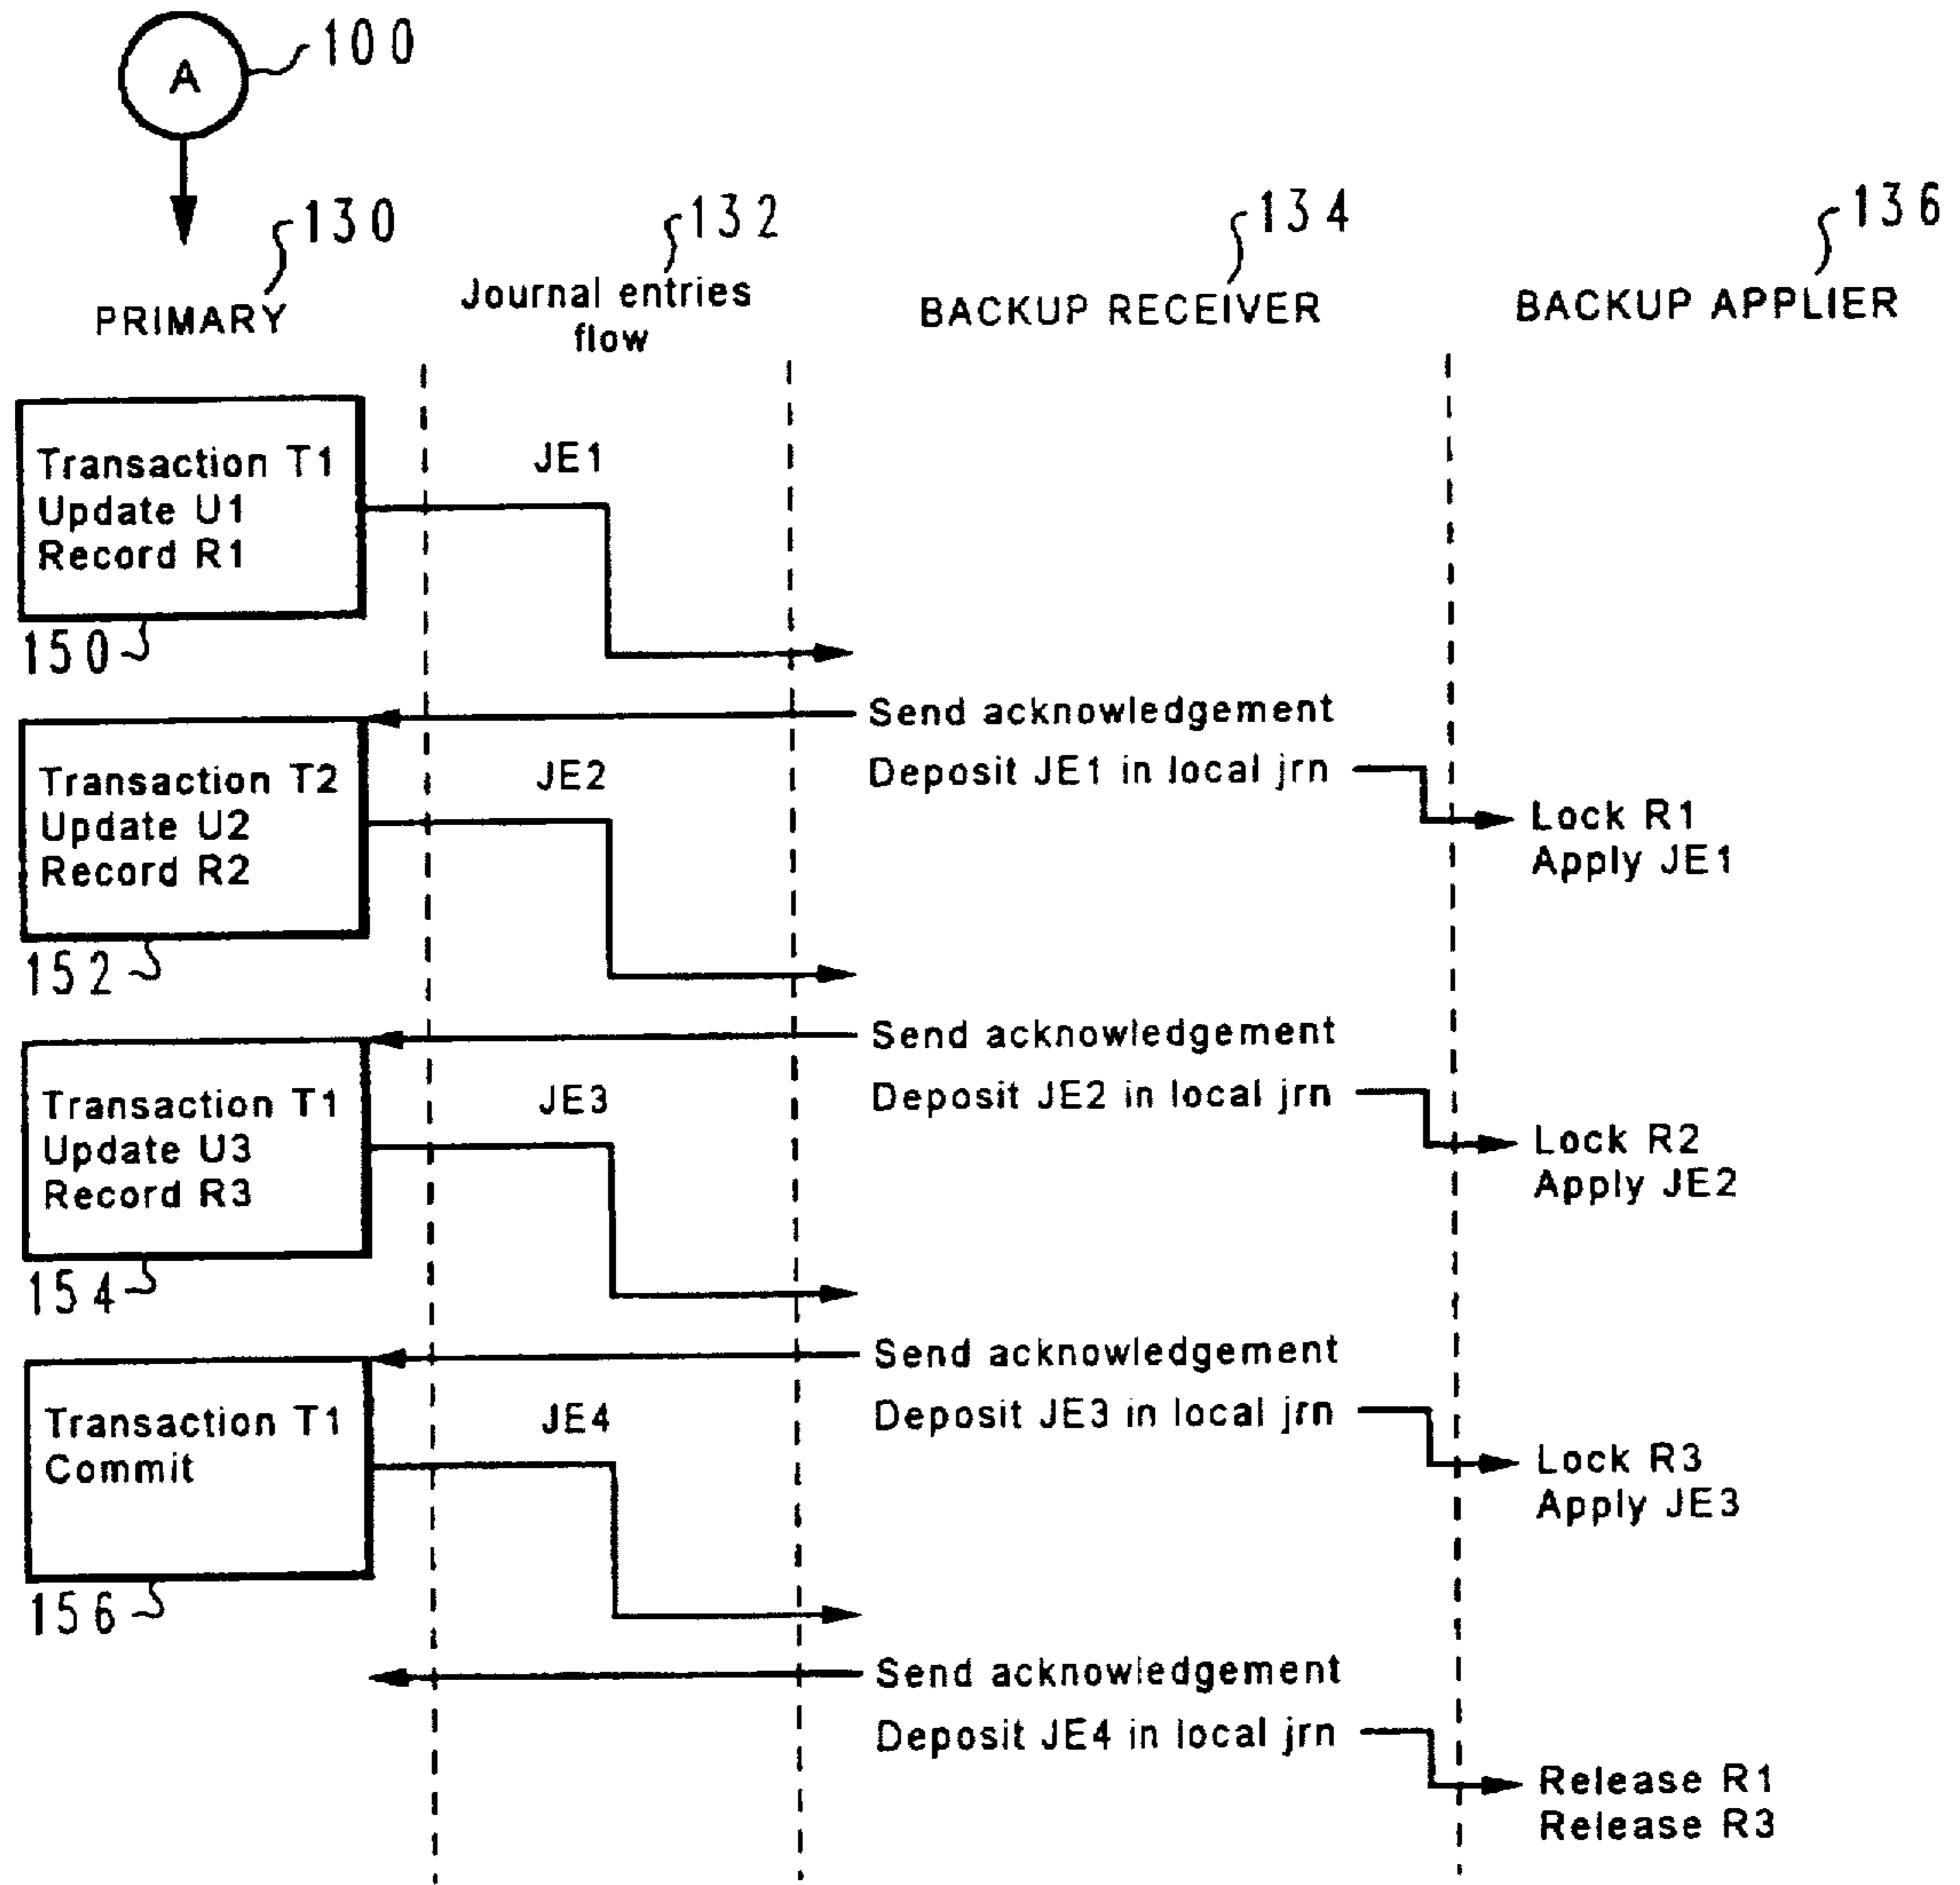 A
100
130
132
134
136
PRIMARY
Journal entries
flow
BACKUP RECEIVER
BACKUP APPLIER
Transaction T1
Update U1
Record R1
150
JE1
Send acknowledgement
Deposit JE1 in local jrn
Lock R1
Apply JE1
Transaction T2
Update U2
Record R2
152
JE2
Send acknowledgement
Deposit JE2 in local jrn
Lock R2
Apply JE2
Transaction T1
Update U3
Record R3
154
JE3
Send acknowledgement
Deposit JE3 in local jrn
Lock R3
Apply JE3
Transaction T1
Commit
156
JE4
Send acknowledgement
Deposit JE4 in local jrn
Release R1
Release R3